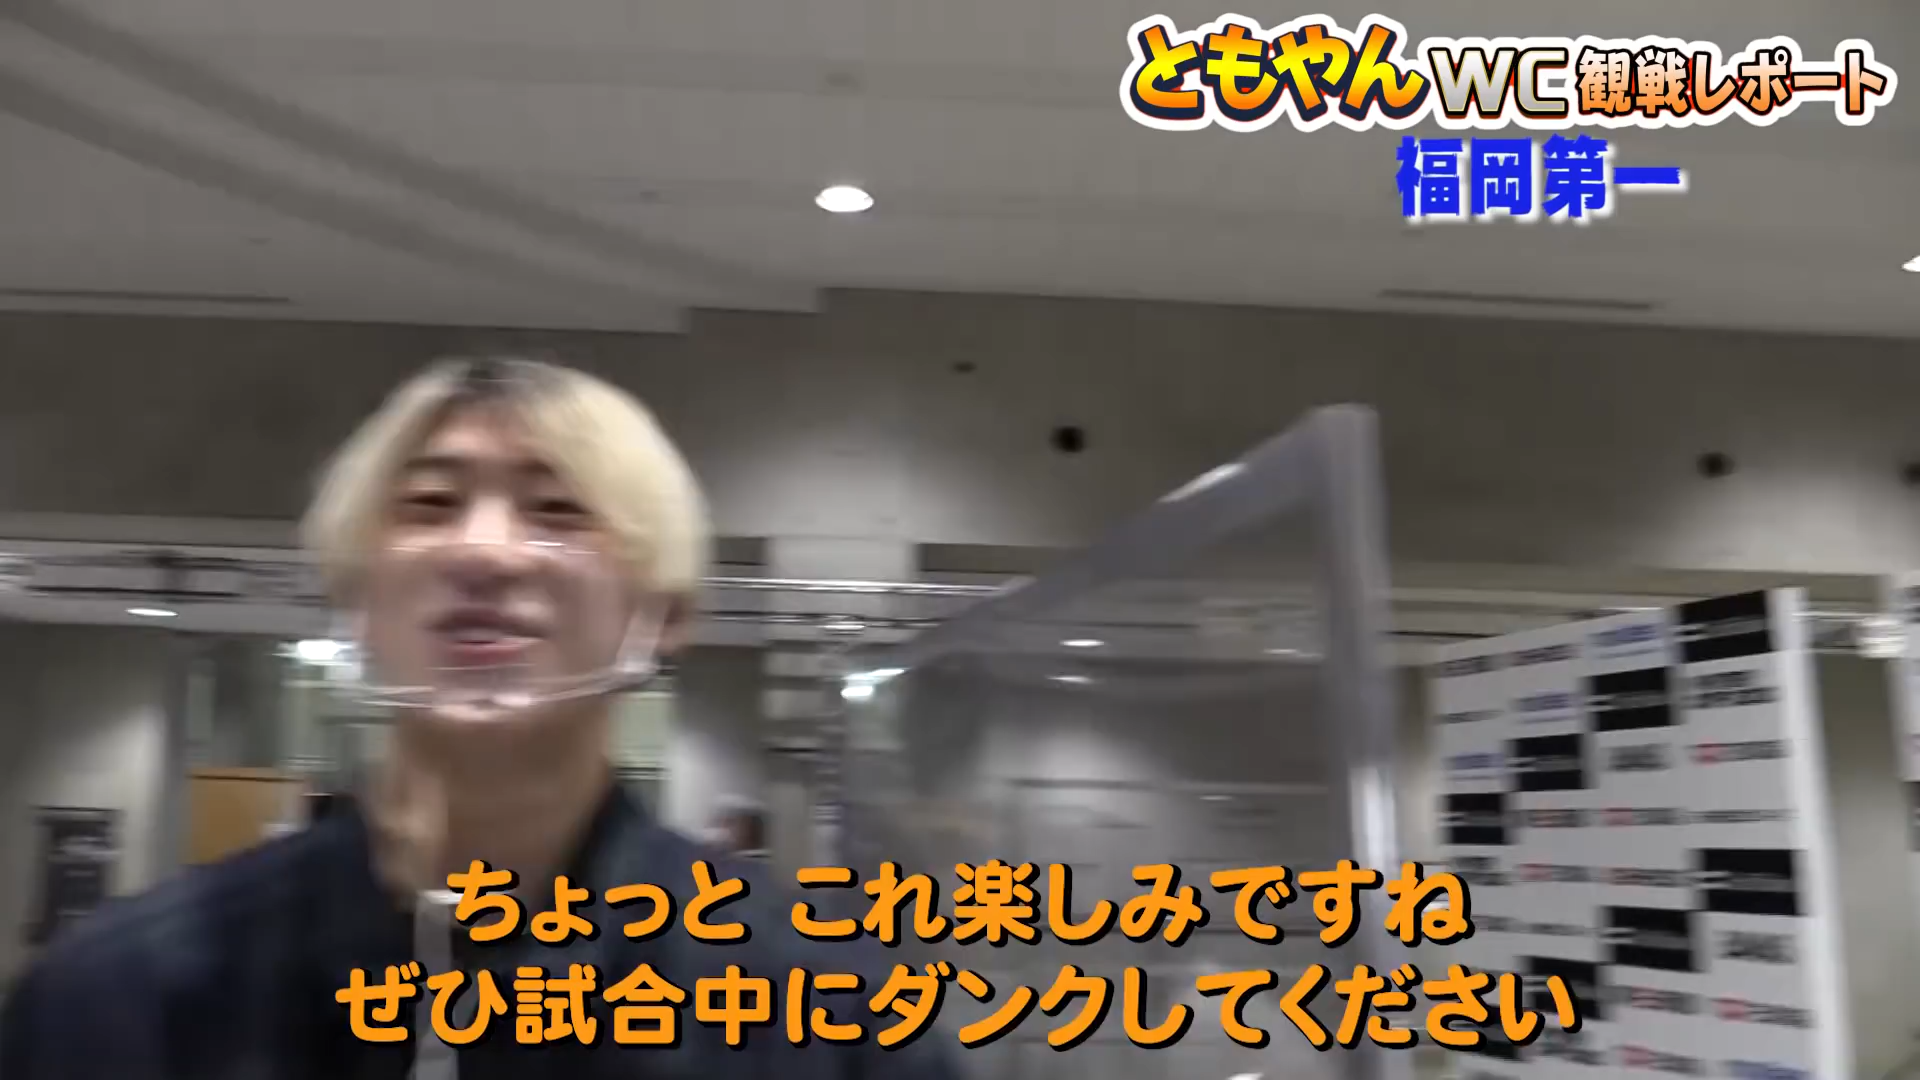 ともやんWC観戦レポート
福岡第一
ちょっと これ楽しみですね
ぜひ試合中にダンクしてください